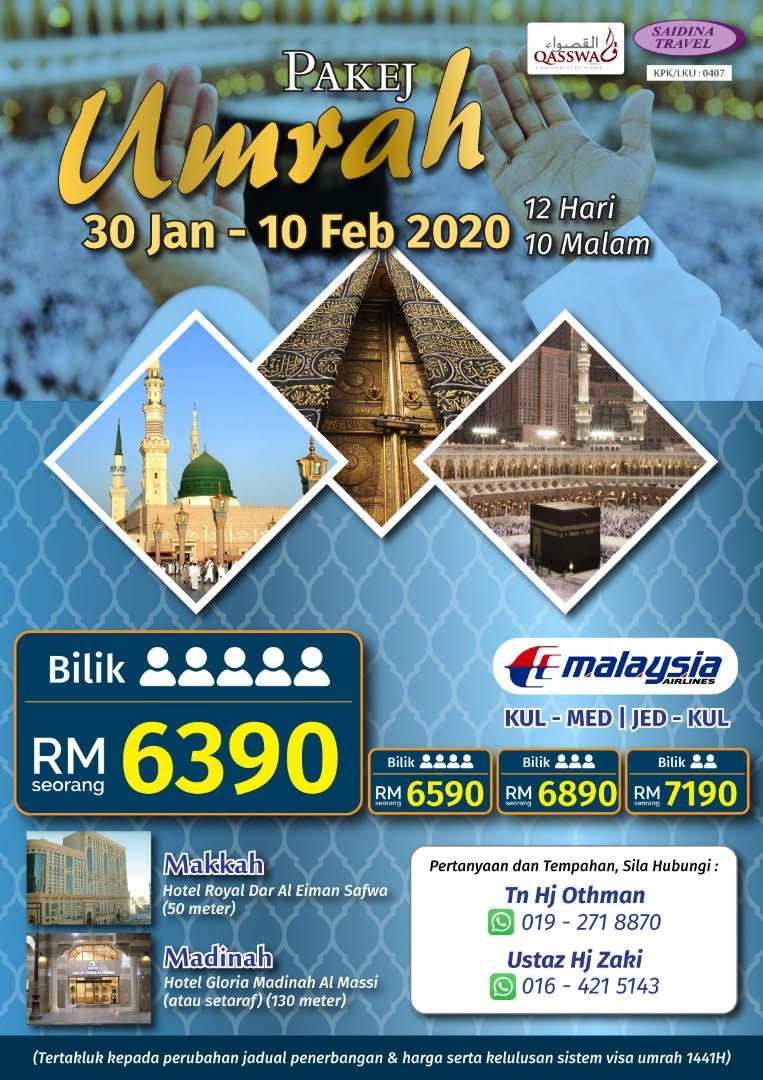 القصواء
QASSWA
A SIGNATURE OF EXCELLENCE
SAIDINA
TRAVEL
KPK/LKU : 0407
PAKEJ
Umrah
30 Jan - 10 Feb 2020
12 Hari
10 Malam
Bilik
RM 6390
seorang
malaysia
AIRLINES
KUL - MED | JED - KUL
Bilik
RM 6590
seorang
Bilik
RM 6890
seorang
Bilik
RM 7190
seorang
Makkah
Hotel Royal Dar Al Eiman Safwa
(50 meter)
Madinah
Hotel Gloria Madinah Al Massi
(atau setaraf) (130 meter)
Pertanyaan dan Tempahan, Sila Hubungi :
Tn Hj Othman
019 - 271 8870
Ustaz Hj Zaki
016 - 421 5143
(Tertakluk kepada perubahan jadual penerbangan & harga serta kelulusan sistem visa umrah 1441H)